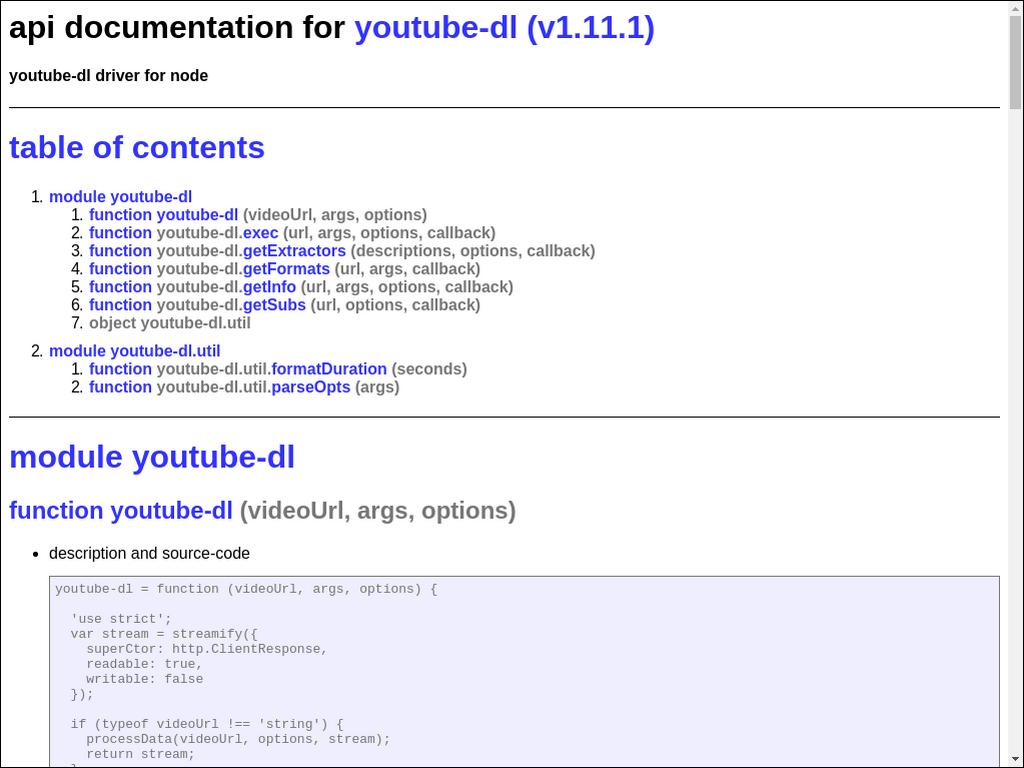 api documentation for youtube-dl (v1.11.1)
youtube-dl driver for node
table of contents
1. module youtube-dl
1. function youtube-dl (videoUrl, args, options)
2. function youtube-dl.exec (url, args, options, callback)
3. function youtube-dl.getExtractors (descriptions, options, callback)
4. function youtube-dl.getFormats (url, args, callback)
5. function youtube-dl.getInfo (url, args, options, callback)
6. function youtube-dl.getSubs (url, options, callback)
7. object youtube-dl.util
2. module youtube-dl.util
1. function youtube-dl.util.formatDuration (seconds)
2. function youtube-dl.util.parseOpts (args)
module youtube-dl
function youtube-dl (videoUrl, args, options)
• description and source-code
youtube-dl = function (videoUrl, args, options) {
'use strict';
var stream = streamify({
superCtor: http.ClientResponse,
readable: true,
writable: false
});
if (typeof videoUrl !== 'string') {
processData(videoUrl, options, stream);
return stream;